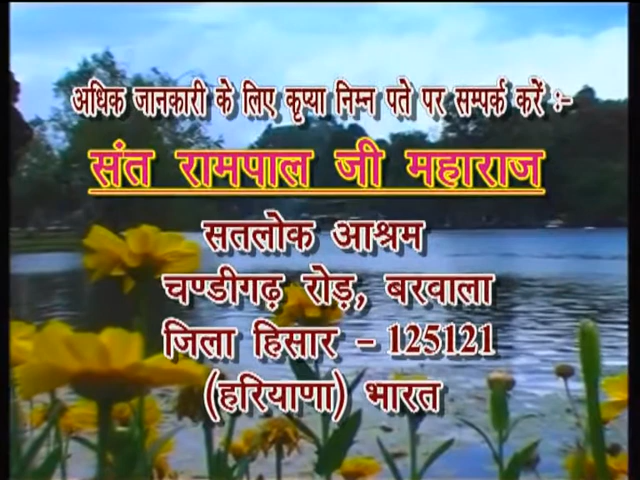 अधिक जानकारी के लिए कृप्या निम्न पते पर सम्पर्क करें :-
संत रामपाल जी महाराज
सतलोक आश्रम
चण्डीगढ़ रोड़, बरवाला
जिला हिसार - 125121
(हरियाणा) भारत